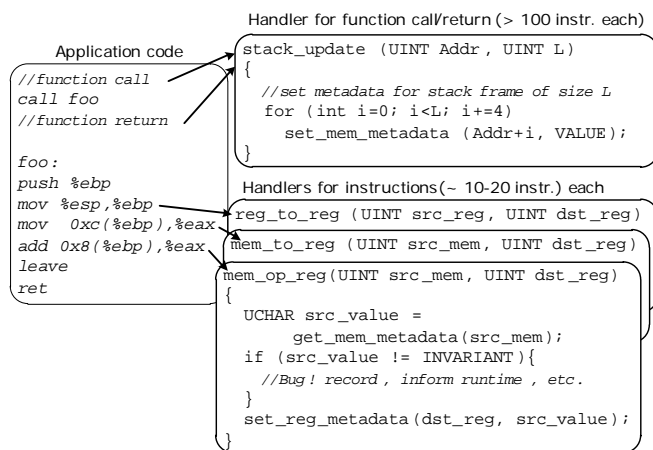 Handler for function call/return (> 100 instr. each)
stack_update (UINT Addr, UINT L)
{
//set metadata for stack frame of size L
for (int i=0; i<L; i+=4)
set_mem_metadata (Addr+i, VALUE);
}
Application code
//function call
call foo
//function return
foo:
push %ebp
mov %esp,%ebp
mov 0xc(%ebp),%eax
add 0x8(%ebp),%eax
leave
ret
Handlers for instructions(~ 10-20 instr.) each
reg_to_reg (UINT src_reg, UINT dst_reg)
mem_to_reg (UINT src_mem, UINT dst_reg)
mem_op_reg(UINT src_mem, UINT dst_reg)
{
UCHAR src_value =
get_mem_metadata(src_mem);
if (src_value != INVARIANT){
//Bug! record, inform runtime, etc.
}
set_reg_metadata(dst_reg, src_value);
}